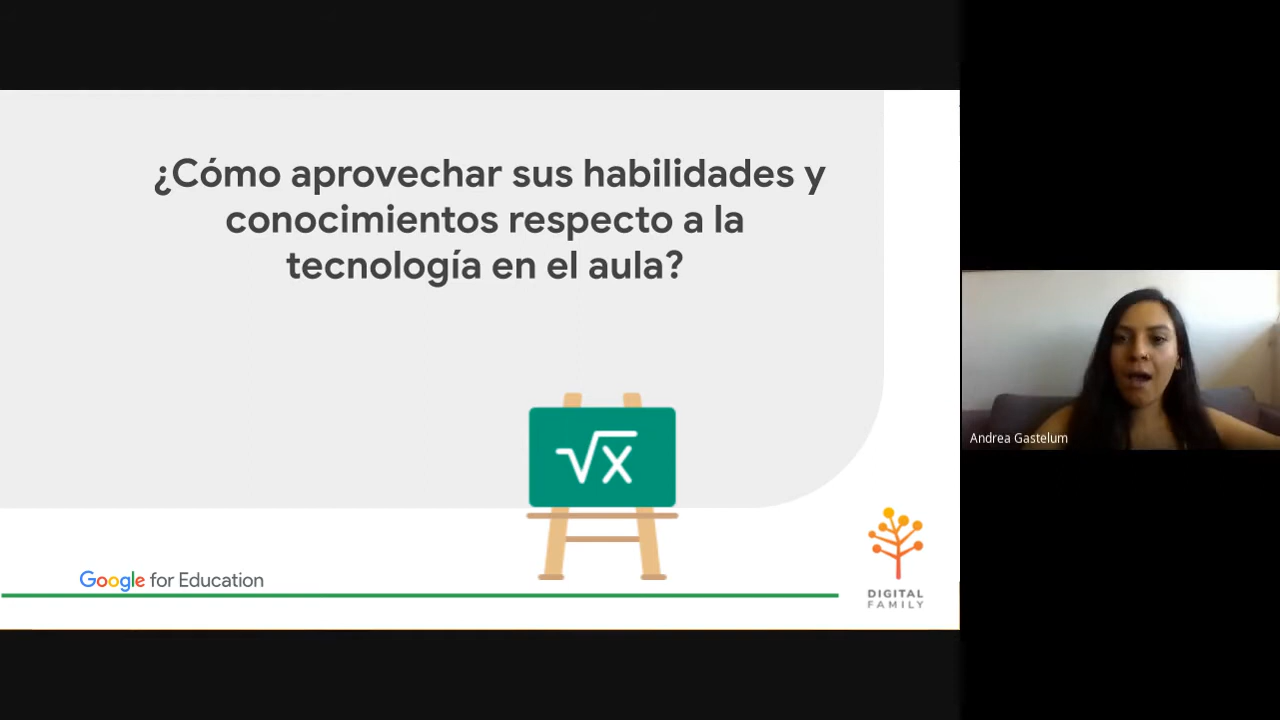 ¿Cómo aprovechar sus habilidades y
conocimientos respecto a la
tecnología en el aula?
√x
Andrea Gastelum
Google for Education
DIGITAL
FAMILY